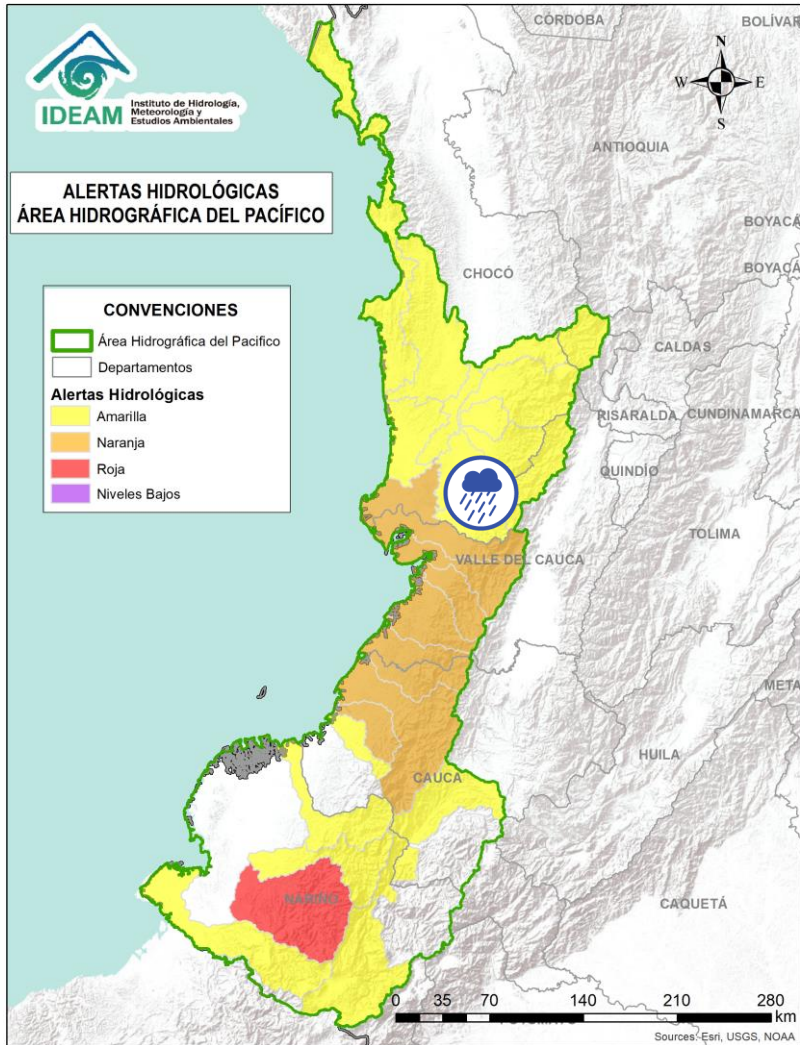 CÓRDOBA
BOLÍVAR
N
W
E
S
IDEAM
Instituto de Hidrología,
Meteorología y
Estudios Ambientales
ANTIOQUIA
ALERTAS HIDROLÓGICAS
ÁREA HIDROGRÁFICA DEL PACÍFICO
BOYACÁ
BOYACÁ
CHOCÓ
CONVENCIONES
Área Hidrográfica del Pacifico
Departamentos
Alertas Hidrológicas
Amarilla
Naranja
Roja
Niveles Bajos
CALDAS
RISARALDA
CUNDINAMARCA
QUINDÍO
TOLIMA
VALLE DEL CAUCA
META
HUILA
CAUCA
NARIÑO
CAQUETÁ
0 35 70 140 210 280
km
Sources: Esri, USGS, NOAA